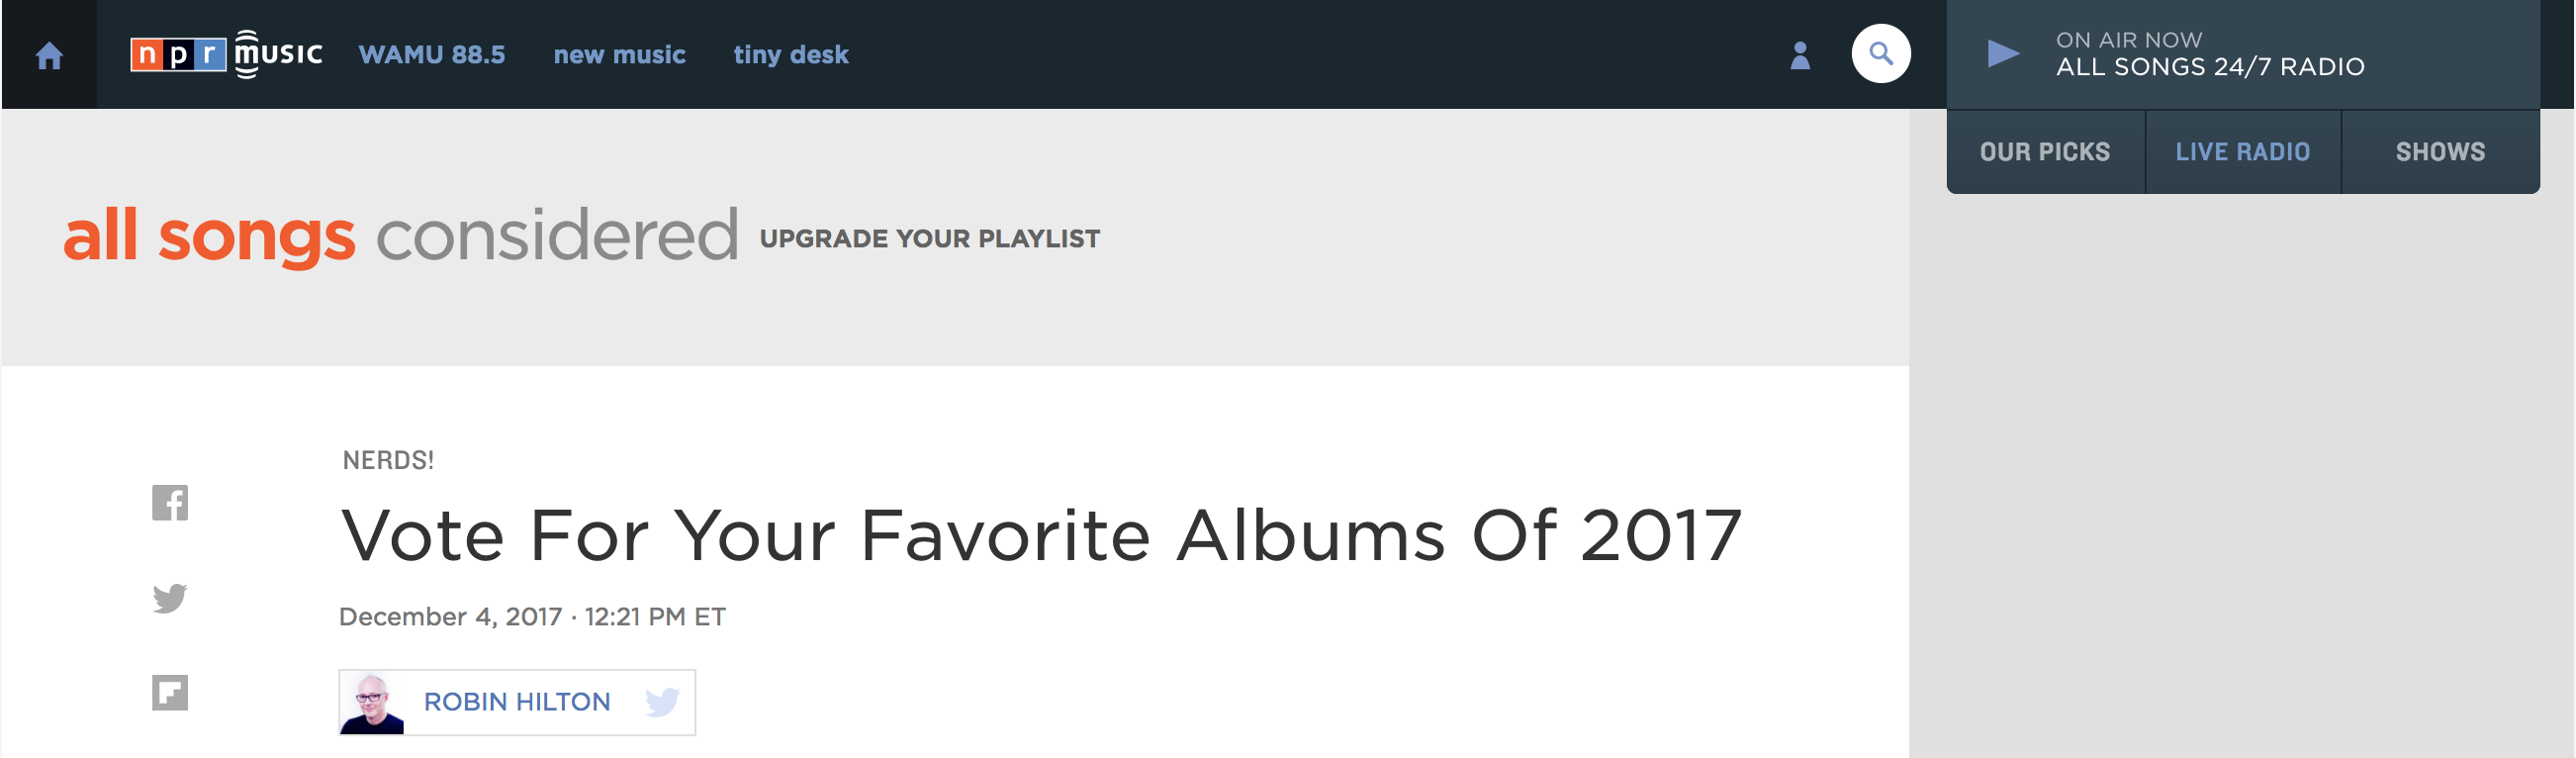 npr music WAMU 88.5 new music tiny desk
ON AIR NOW
ALL SONGS 24/7 RADIO
OUR PICKS LIVE RADIO SHOWS
all songs considered UPGRADE YOUR PLAYLIST
NERDS!
Vote For Your Favorite Albums Of 2017
December 4, 2017 · 12:21 PM ET
ROBIN HILTON